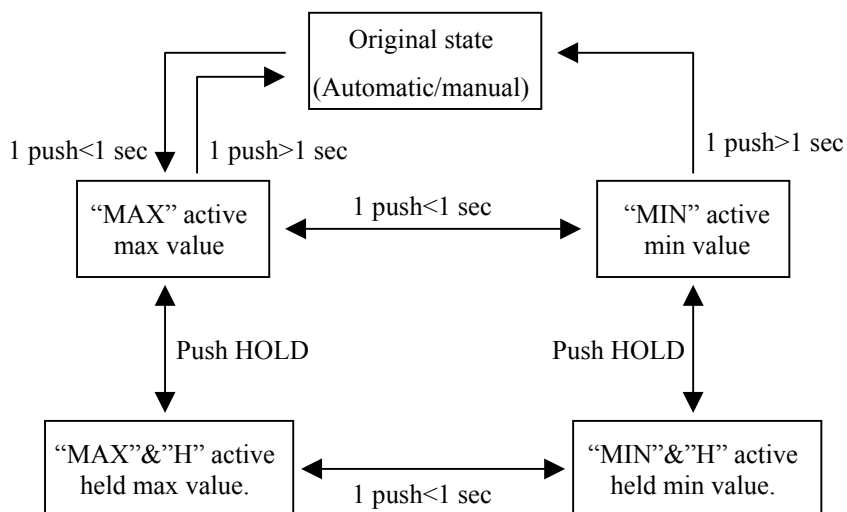 Original state
(Automatic/manual)
1 push<1 sec
1 push>1 sec
1 push>1 sec
“MAX” active
max value
1 push<1 sec
“MIN” active
min value
Push HOLD
Push HOLD
“MAX”&"H” active
held max value.
1 push<1 sec
“MIN”&"H” active
held min value.